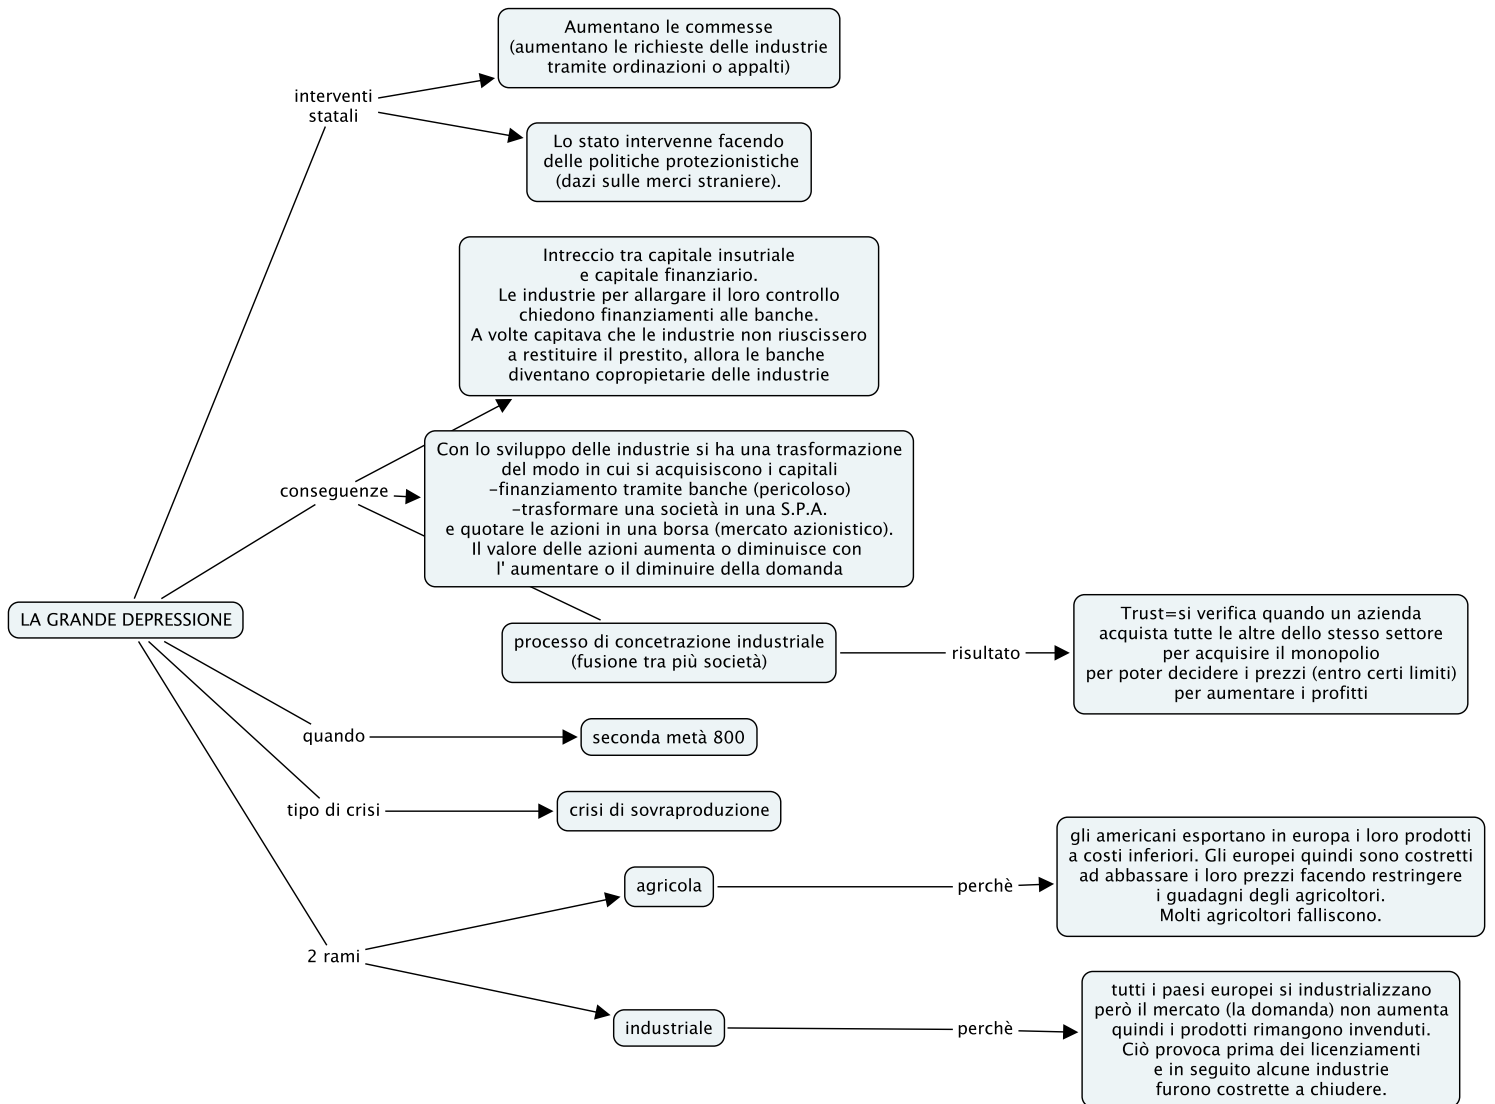 Aumentano le commesse
(aumentano le richieste delle industrie
tramite ordinazioni o appalti)
interventi
statali
Lo stato intervenne facendo
delle politiche protezionistiche
(dazi sulle merci straniere).
Intreccio tra capitale insutriale
e capitale finanziario.
Le industrie per allargare il loro controllo
chiedono finanziamenti alle banche.
A volte capitava che le industrie non riuscissero
a restituire il prestito, allora le banche
diventano copropietarie delle industrie
conseguenze
Con lo sviluppo delle industrie si ha una trasformazione
del modo in cui si acquisiscono i capitali
-finanziamento tramite banche (pericoloso)
-trasformare una società in una S.P.A.
e quotare le azioni in una borsa (mercato azionistico).
Il valore delle azioni aumenta o diminuisce con
l' aumentare o il diminuire della domanda
LA GRANDE DEPRESSIONE
processo di concetrazione industriale
(fusione tra più società)
risultato
Trust=si verifica quando un azienda
acquista tutte le altre dello stesso settore
per acquisire il monopolio
per poter decidere i prezzi (entro certi limiti)
per aumentare i profitti
quando
seconda metà 800
tipo di crisi
crisi di sovraproduzione
2 rami
agricola
perchè
gli americani esportano in europa i loro prodotti
a costi inferiori. Gli europei quindi sono costretti
ad abbassare i loro prezzi facendo restringere
i guadagni degli agricoltori.
Molti agricoltori falliscono.
industriale
perchè
tutti i paesi europei si industrializzano
però il mercato (la domanda) non aumenta
quindi i prodotti rimangono invenduti.
Ciò provoca prima dei licenziamenti
e in seguito alcune industrie
furono costrette a chiudere.